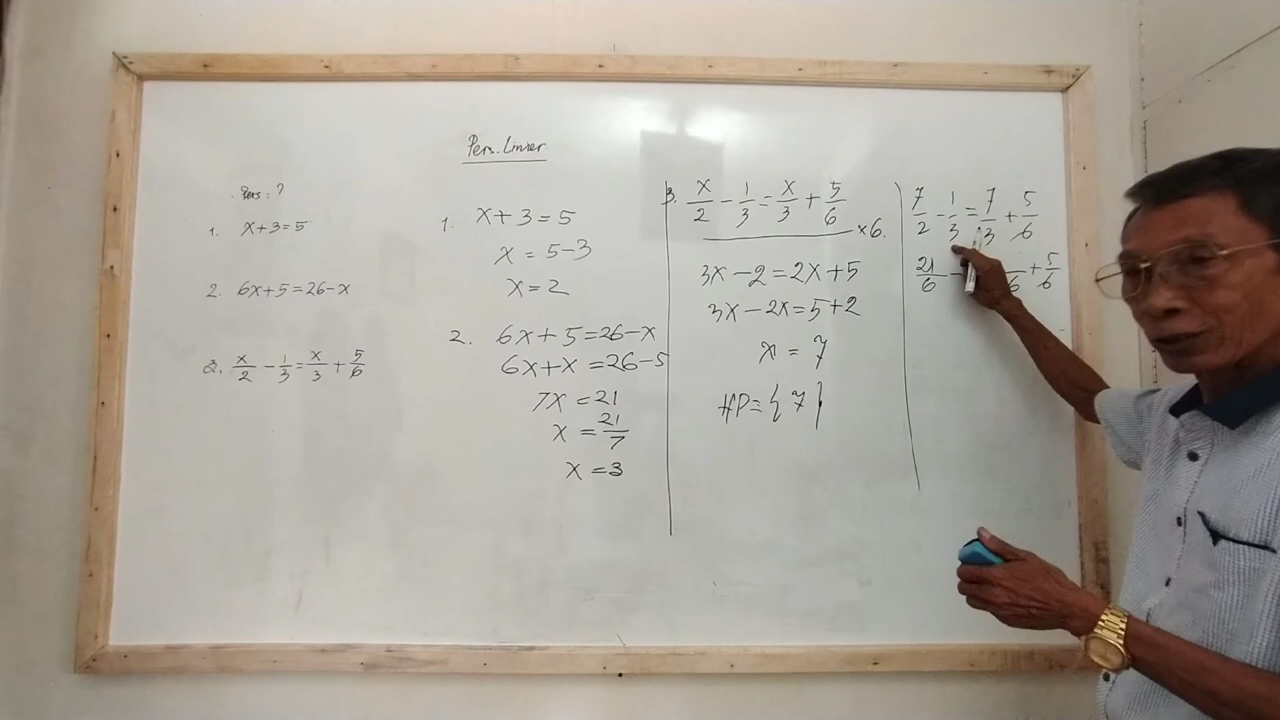 Pers. Linier
Pers: ?
1. x+3=5
2. 6x+5=26-x
3. x/2 - 1/3 = x/3 + 5/6
1. x+3=5
x = 5-3
x = 2
2. 6x+5=26-x
6x+x=26-5
7x = 21
x = 21/7
x = 3
3. x/2 - 1/3 = x/3 + 5/6
×6.
3x-2=2x+5
3x-2x=5+2
x = 7
HP={7}
7/2 - 1/3 = 7/3 + 5/6
21/6 - /6 + 5/6